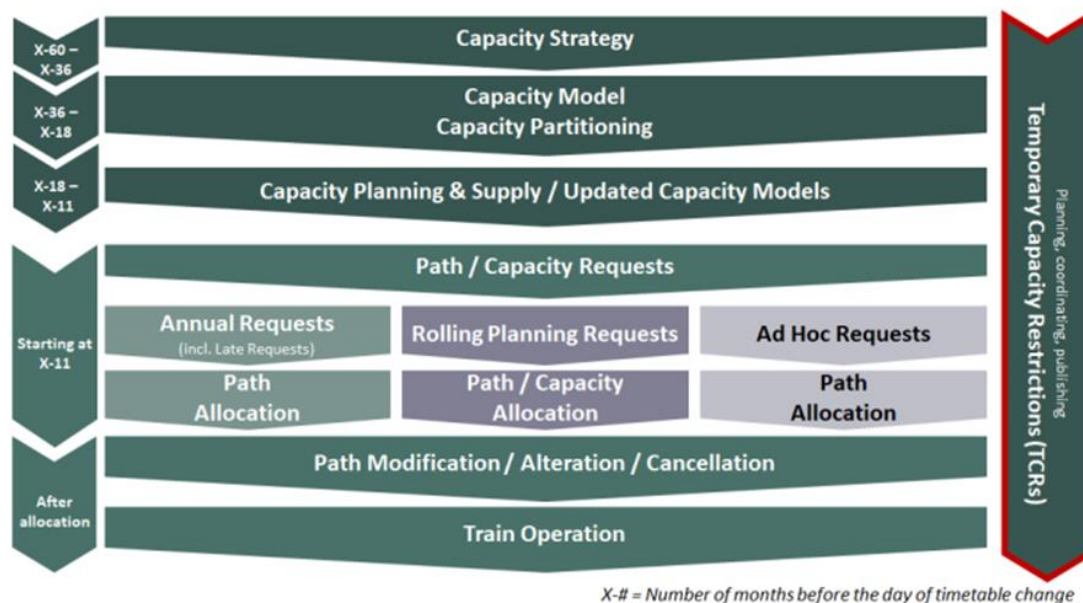 X-60 –
X-36
Capacity Strategy
X-36 –
X-18
Capacity Model
Capacity Partitioning
X-18 –
X-11
Capacity Planning & Supply / Updated Capacity Models
Starting at
X-11
Path / Capacity Requests
Annual Requests
(incl. Late Requests)
Rolling Planning Requests
Ad Hoc Requests
Path
Allocation
Path / Capacity
Allocation
Path
Allocation
After
allocation
Path Modification / Alteration / Cancellation
Train Operation
Temporary Capacity Restrictions (TCRs)
Planning, coordinating, publishing
X-# = Number of months before the day of timetable change